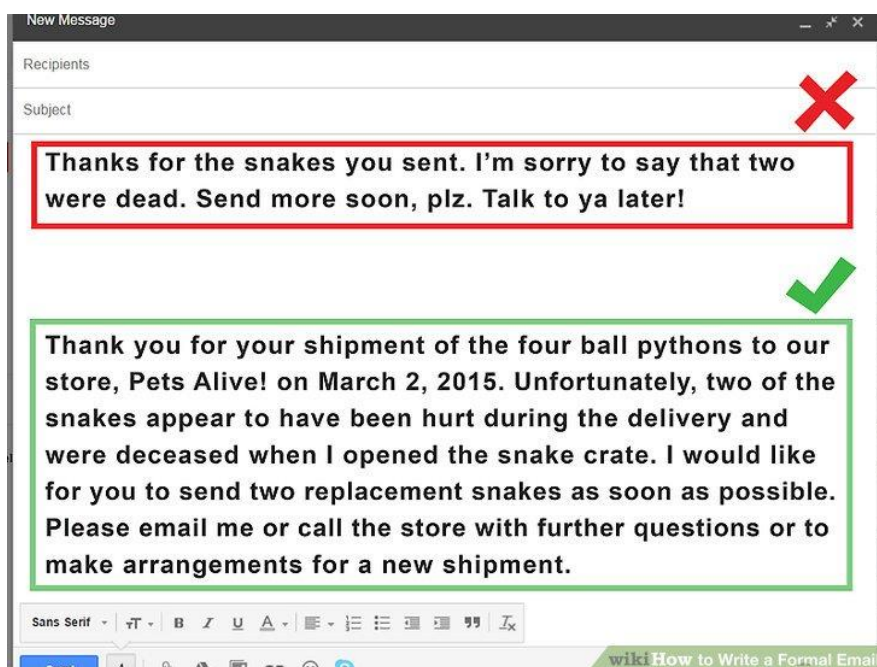 New Message
Recipients
Subject
Thanks for the snakes you sent. I'm sorry to say that two
were dead. Send more soon, plz. Talk to ya later!
Thank you for your shipment of the four ball pythons to our
store, Pets Alive! on March 2, 2015. Unfortunately, two of the
snakes appear to have been hurt during the delivery and
were deceased when I opened the snake crate. I would like
for you to send two replacement snakes as soon as possible.
Please email me or call the store with further questions or to
make arrangements for a new shipment.
Sans Serif
wikiHow to Write a Formal Email